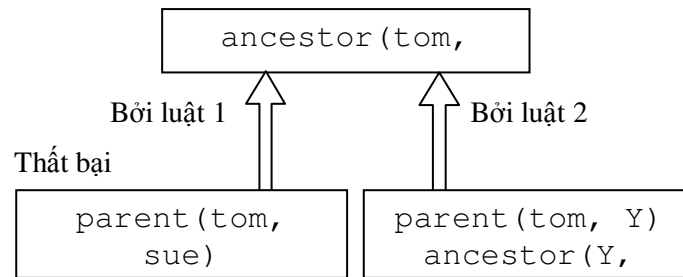 ancestor(tom,
Bởi luật 1
Bởi luật 2
Thất bại
parent(tom,
sue)
parent(tom, Y)
ancestor(Y,